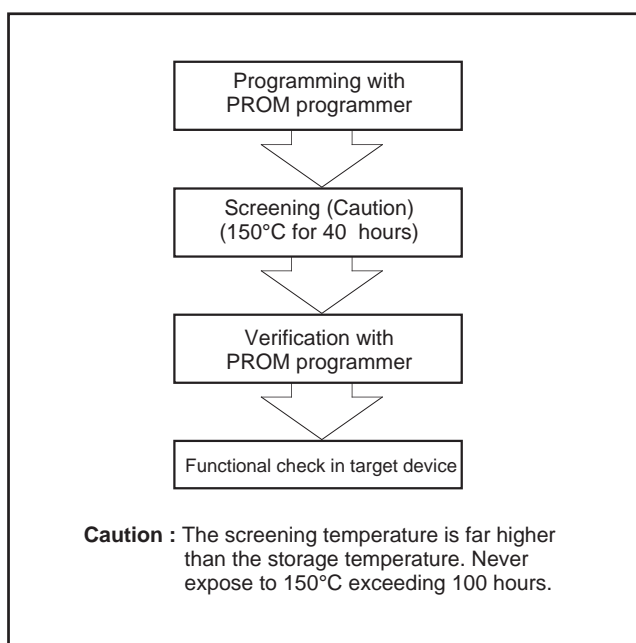 Programming with
PROM programmer
Screening (Caution)
(150°C for 40 hours)
Verification with
PROM programmer
Functional check in target device
Caution : The screening temperature is far higher
than the storage temperature. Never
expose to 150°C exceeding 100 hours.